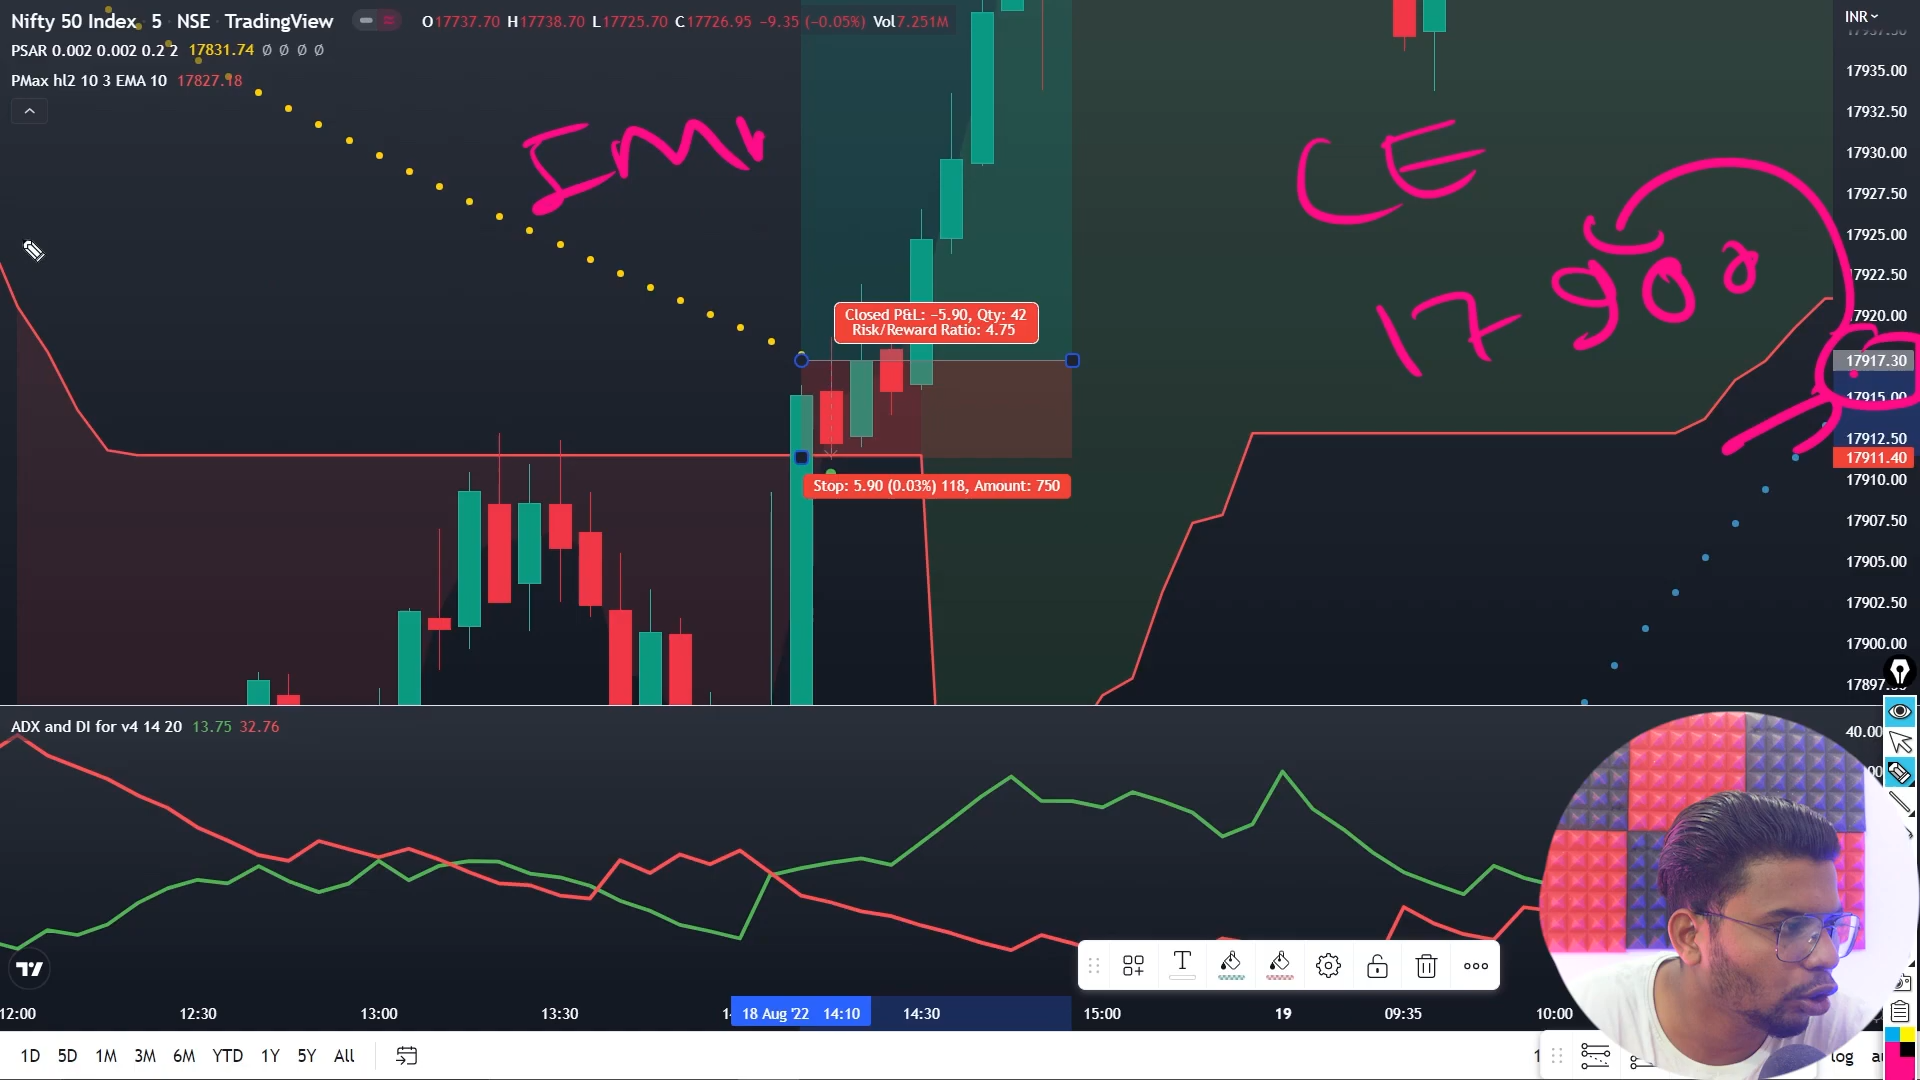 Nifty 50 Index 5 NSE TradingView O17737.70 H17738.70 L17725.70 C17726.95 −9.35 (−0.05%) Vol7.251M
INR
PSAR 0.002 0.002 0.2 2 17831.74 Ø Ø Ø Ø
PMax hl2 10 3 EMA 10 17827.18
17937.50
17935.00
17932.50
17930.00
17927.50
17925.00
17922.50
17920.00
17917.30
17915.00
17912.50
17911.40
17910.00
17907.50
17905.00
17902.50
17900.00
CE
17900
Closed P&L: −5.90, Qty: 42
Risk/Reward Ratio: 4.75
Stop: 5.90 (0.03%) 118, Amount: 750
ADX and DI for v4 14 20 13.75 32.76
40.00
T
12:00 12:30 13:00 13:30 18 Aug '22 14:10 14:30 15:00 19 09:35 10:00
1D 5D 1M 3M 6M YTD 1Y 5Y All log